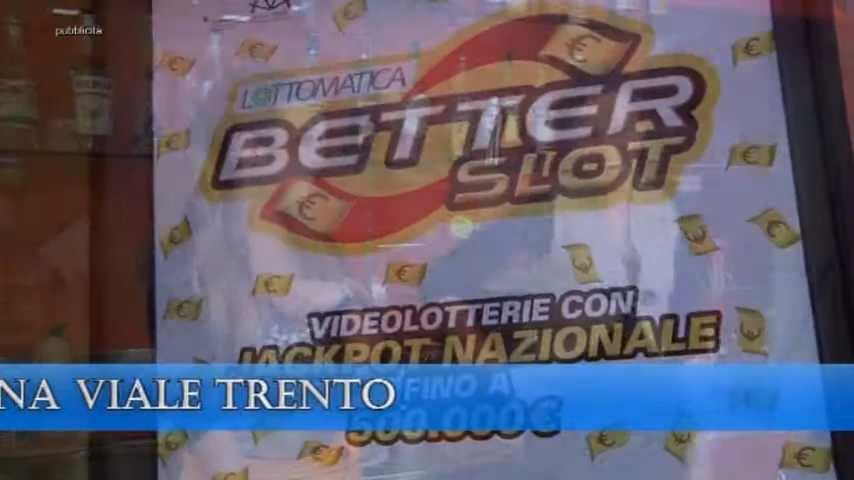 pubblicità
LOTTOMATICA
BETTER
SLOT
VIDEOLOTTERIE CON
JACKPOT NAZIONALE
FINO A
NA VIALE TRENTO
500.000€